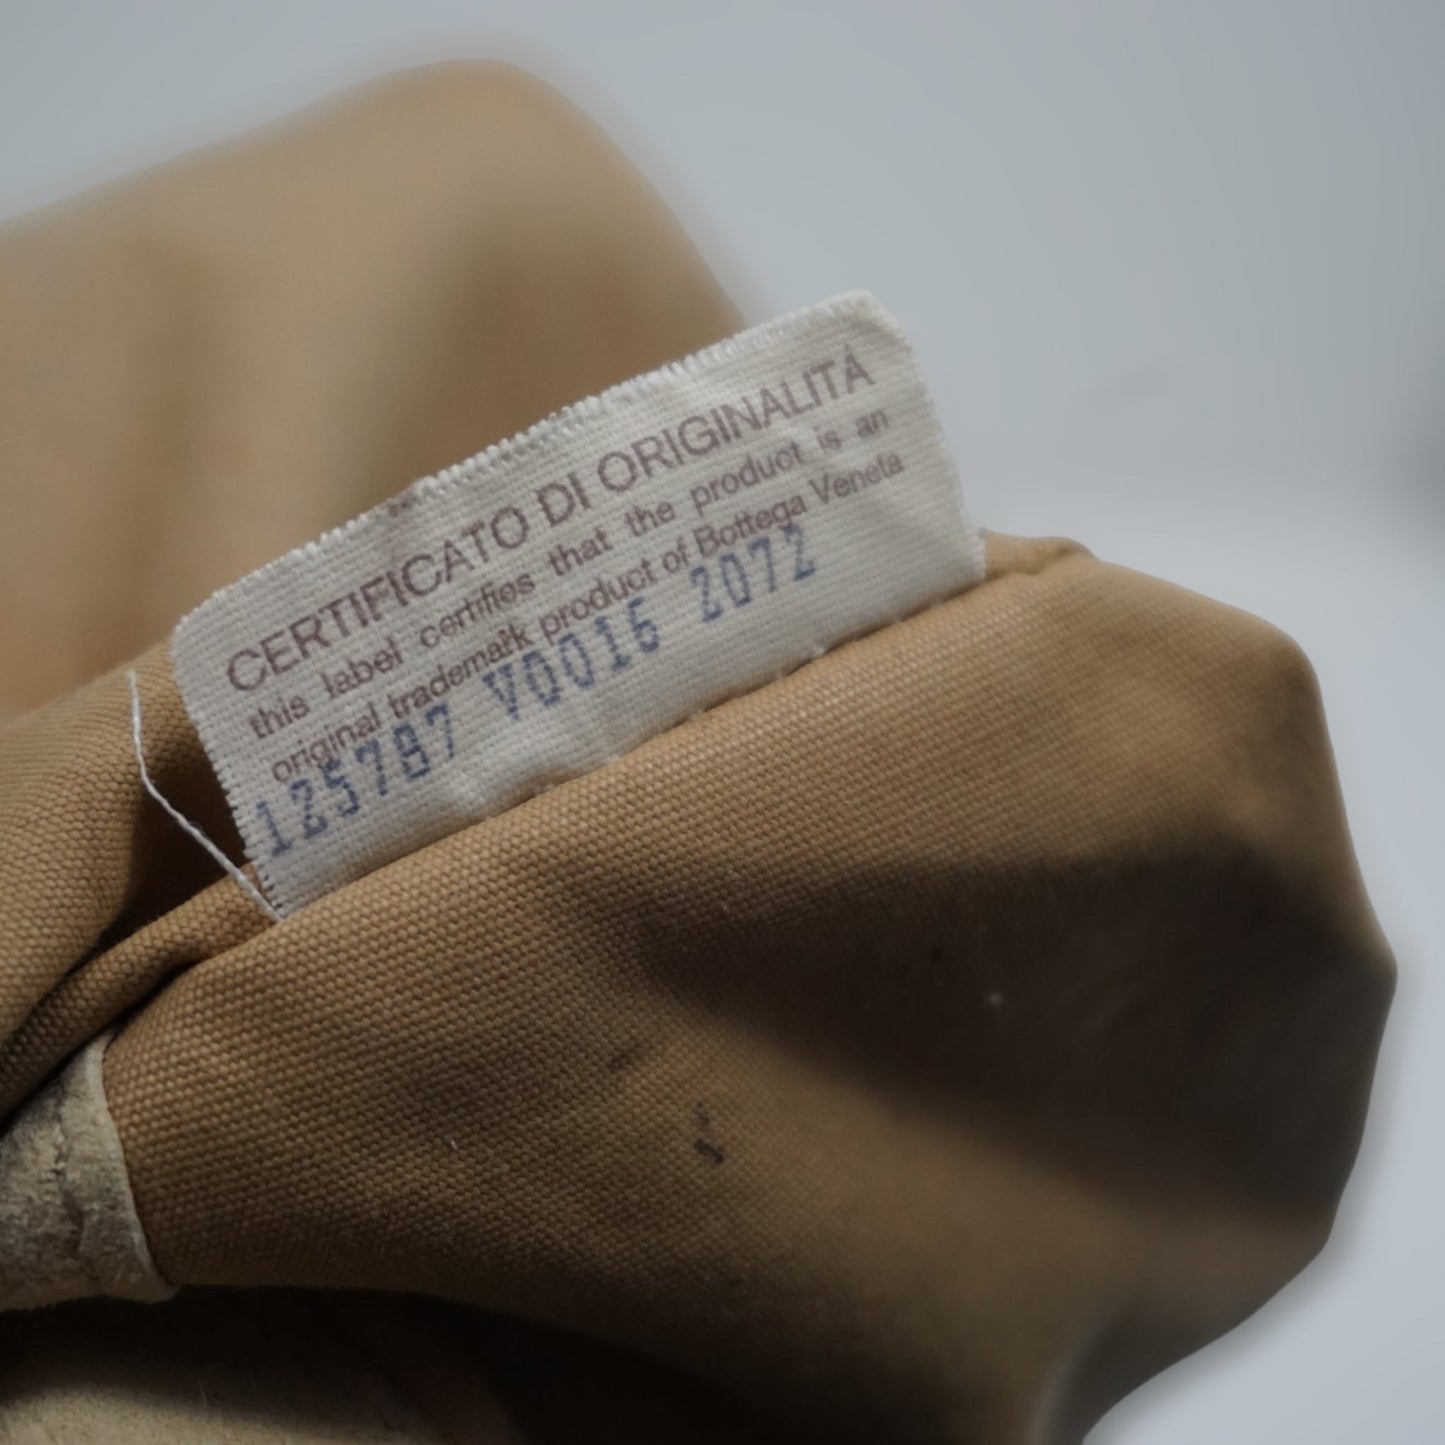 CERTIFICATO DI ORIGINALITÀ
this label certifies that the product is an
original trademark product of Bottega Veneta
125787 V0016 2072